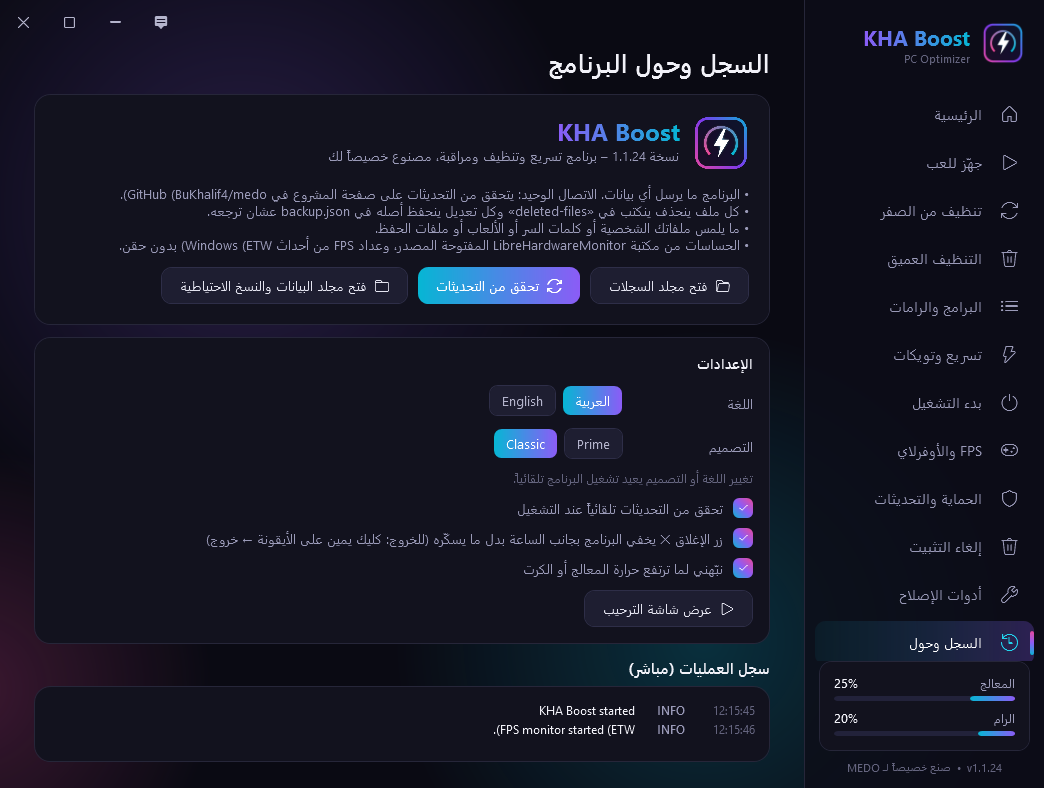 KHA Boost
PC Optimizer
الرئيسية
جهّز للعب
تنظيف من الصفر
التنظيف العميق
البرامج والرامات
تسريع وتويكات
بدء التشغيل
FPS والأوفرلاي
الحماية والتحديثات
إلغاء التثبيت
أدوات الإصلاح
السجل وحول
المعالج 25%
الرام 20%
v1.1.24 • صنع خصيصاً لـ MEDO
السجل وحول البرنامج
KHA Boost
نسخة 1.1.24 – برنامج تسريع وتنظيف ومراقبة، مصنوع خصيصاً لك
• البرنامج ما يرسل أي بيانات. الاتصال الوحيد: يتحقق من التحديثات على صفحة المشروع في GitHub (BuKhalif4/medo).
• كل ملف ينحذف ينكتب في «deleted-files» وكل تعديل ينحفظ أصله في backup.json عشان ترجعه.
• ما يلمس ملفاتك الشخصية أو كلمات السر أو الألعاب أو ملفات الحفظ.
• الحساسات من مكتبة LibreHardwareMonitor المفتوحة المصدر، وعداد FPS من أحداث Windows (ETW) بدون حقن.
فتح مجلد السجلات
تحقق من التحديثات
فتح مجلد البيانات والنسخ الاحتياطية
الإعدادات
اللغة العربية English
التصميم Prime Classic
تغيير اللغة أو التصميم يعيد تشغيل البرنامج تلقائياً.
تحقق من التحديثات تلقائياً عند التشغيل
زر الإغلاق ✕ يخفي البرنامج بجانب الساعة بدل ما يسكّره (للخروج: كليك يمين على الأيقونة ← خروج)
نبّهني لما ترتفع حرارة المعالج أو الكرت
عرض شاشة الترحيب
سجل العمليات (مباشر)
12:15:45 INFO KHA Boost started
12:15:46 INFO FPS monitor started (ETW).